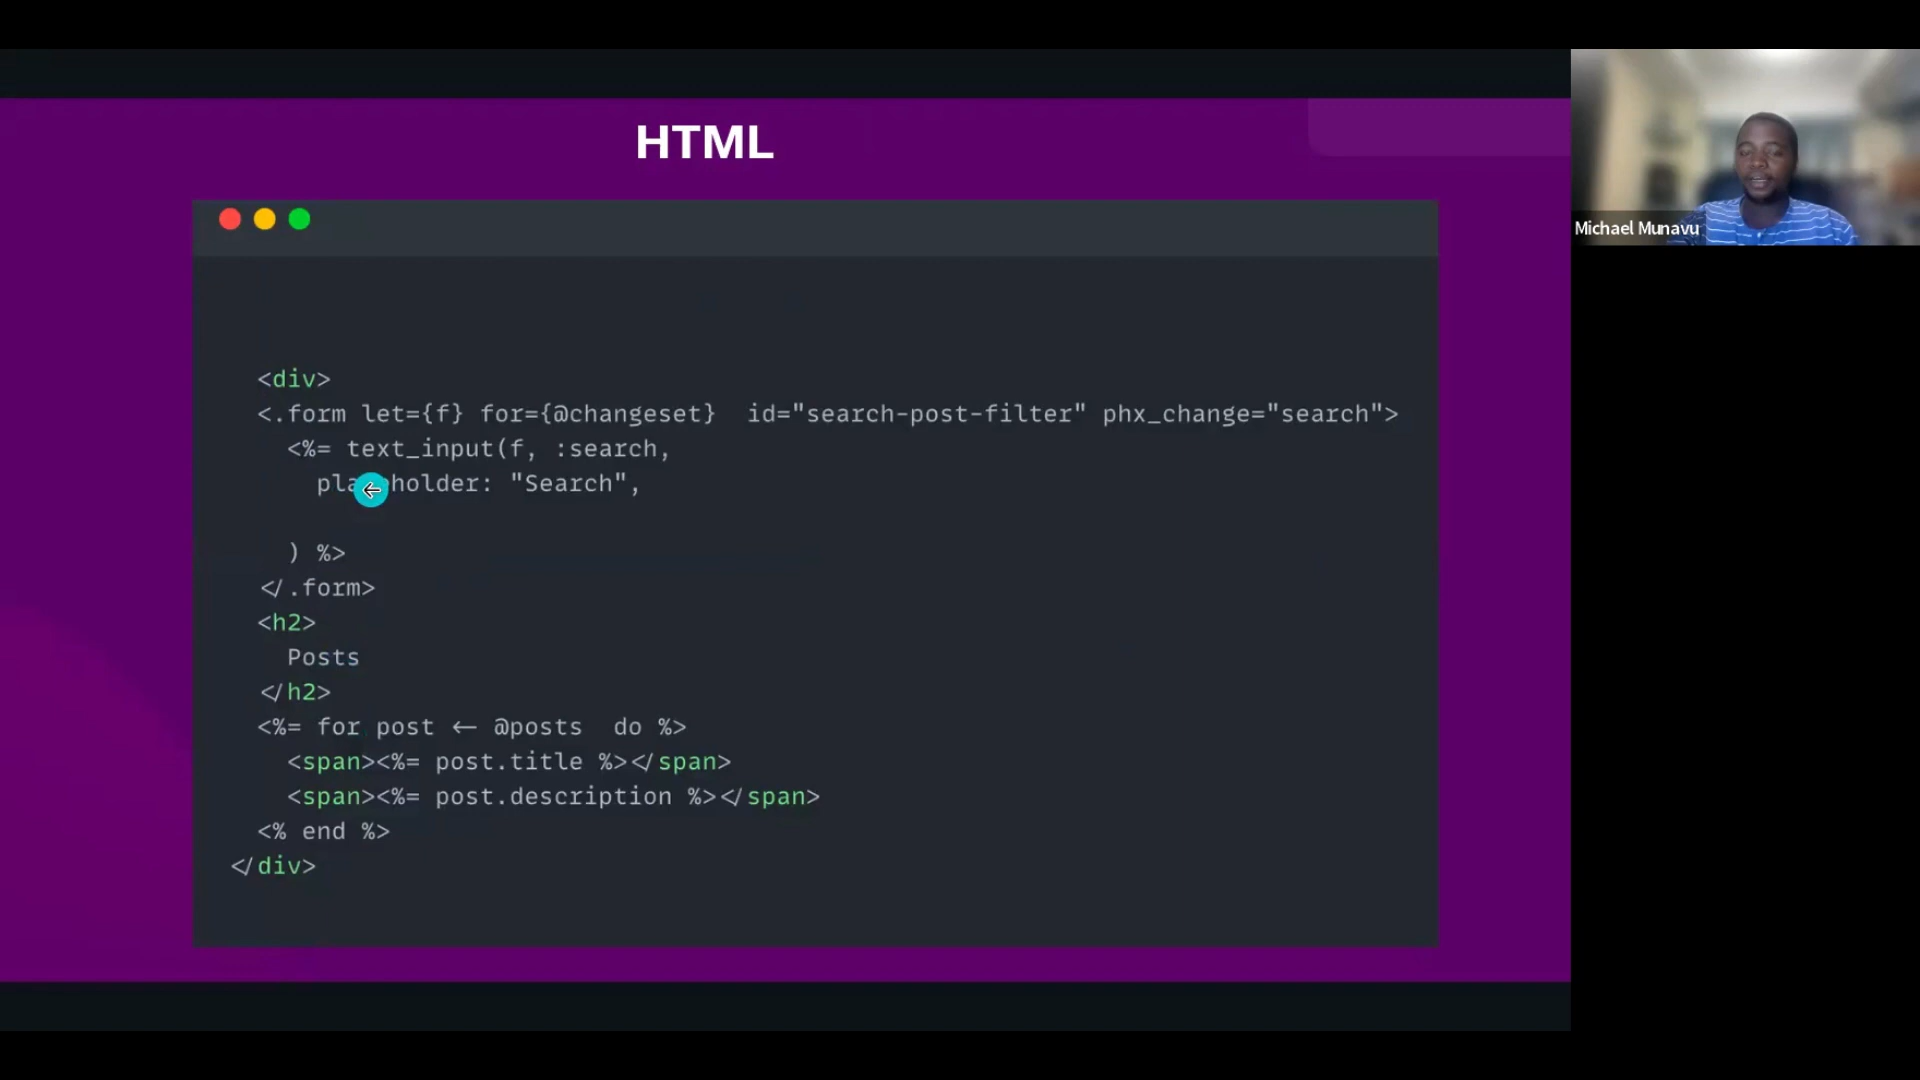 HTML
Michael Munavu
<div>
<.form let={f} for={@changeset}  id="search-post-filter" phx_change="search">
<%= text_input(f, :search,
placeholder: "Search",
) %>
</.form>
<h2>
Posts
</h2>
<%= for post <- @posts  do %>
<span><%= post.title %></span>
<span><%= post.description %></span>
<% end %>
</div>